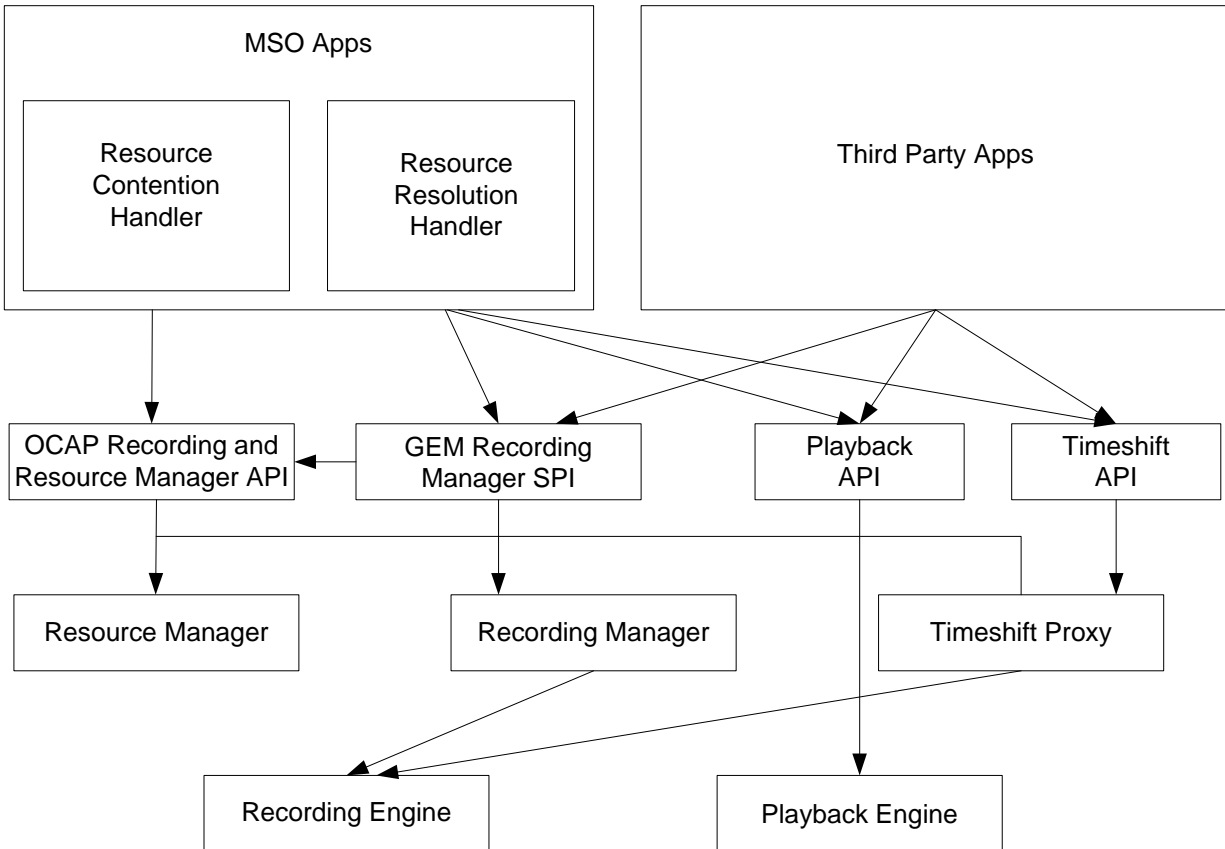 MSO Apps
Resource
Contention
Handler
Resource
Resolution
Handler
Third Party Apps
OCAP Recording and
Resource Manager API
GEM Recording
Manager SPI
Playback
API
Timeshift
API
Resource Manager
Recording Manager
Timeshift Proxy
Recording Engine
Playback Engine